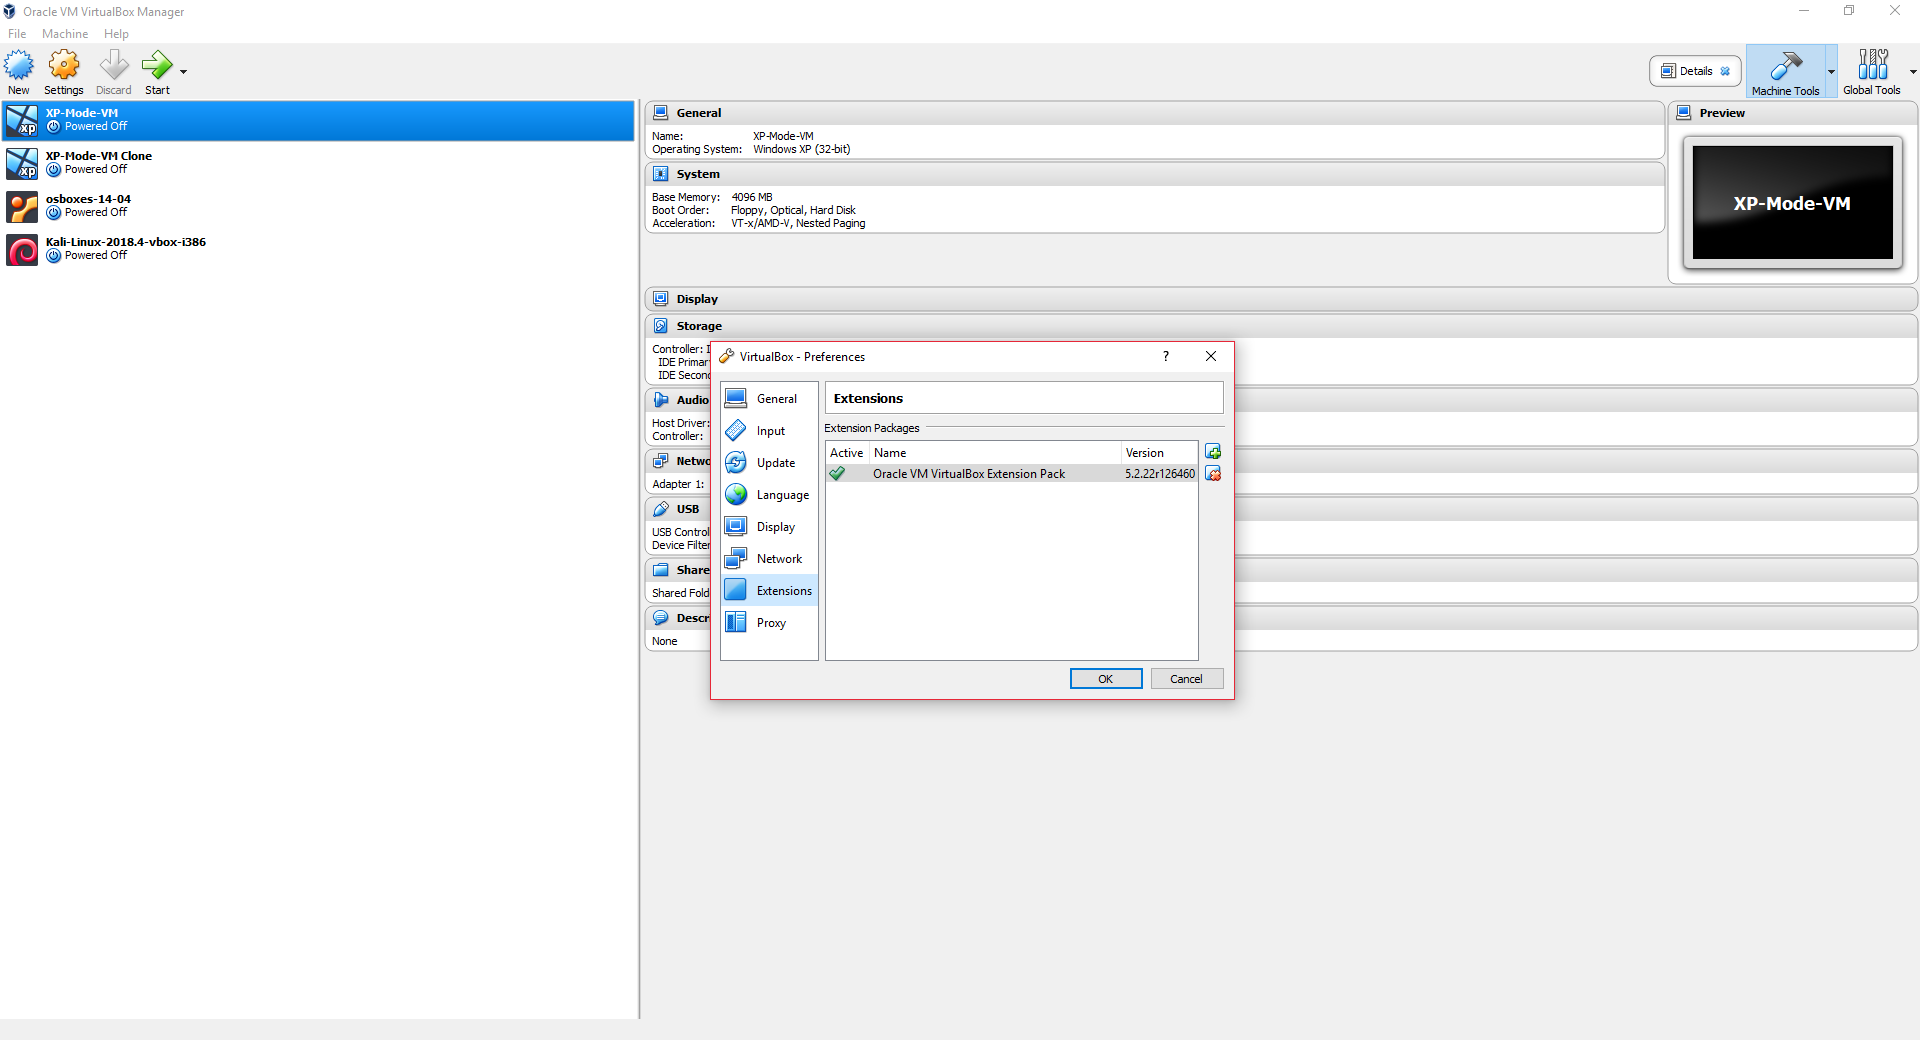 Oracle VM VirtualBox Manager
File Machine Help
New Settings Discard Start
Details
Machine Tools
Global Tools
XP-Mode-VM
Powered Off
XP-Mode-VM Clone
Powered Off
osboxes-14-04
Powered Off
Kali-Linux-2018.4-vbox-i386
Powered Off
General
Name: XP-Mode-VM
Operating System: Windows XP (32-bit)
System
Base Memory: 4096 MB
Boot Order: Floppy, Optical, Hard Disk
Acceleration: VT-x/AMD-V, Nested Paging
Preview
XP-Mode-VM
Display
Storage
Controller: I
IDE Primar
IDE Secon
Audio
Host Driver:
Controller:
Netwo
Adapter 1:
USB
USB Control
Device Filter
Share
Shared Fold
Descri
None
VirtualBox - Preferences
?
General
Input
Update
Language
Display
Network
Extensions
Proxy
Extensions
Extension Packages
Active Name Version
Oracle VM VirtualBox Extension Pack 5.2.22r126460
OK Cancel